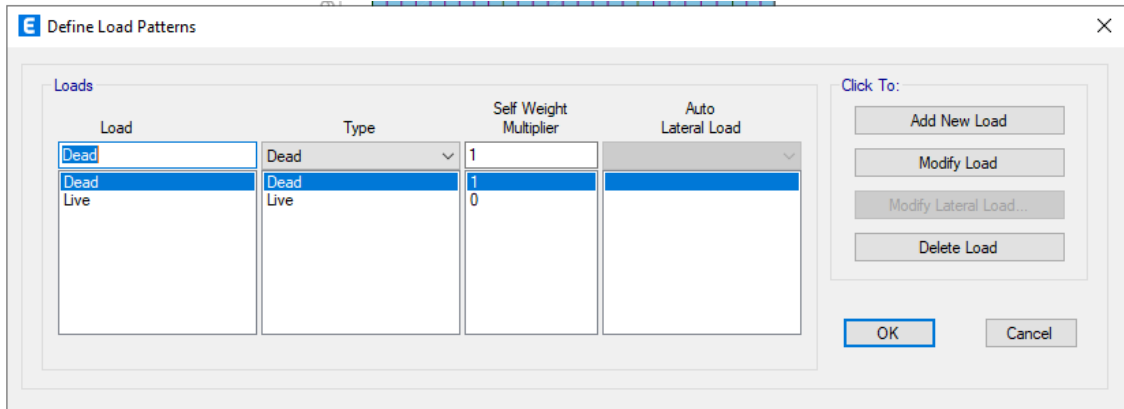 E Define Load Patterns
Loads
Load Type Self Weight Multiplier Auto Lateral Load
Dead Dead 1
Dead Dead 1
Live Live 0
Click To:
Add New Load
Modify Load
Modify Lateral Load...
Delete Load
OK Cancel